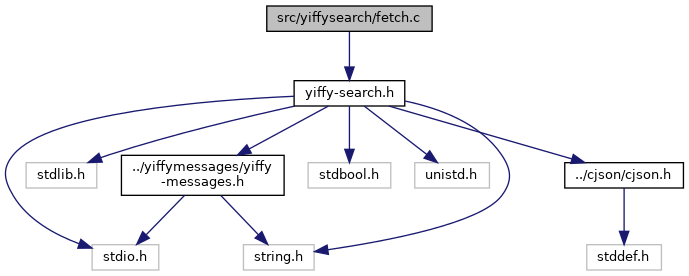 src/yiffysearch/fetch.c
yiffy-search.h
stdlib.h
../yiffymessages/yiffy
-messages.h
stdbool.h
unistd.h
../cjson/cjson.h
stdio.h
string.h
stddef.h